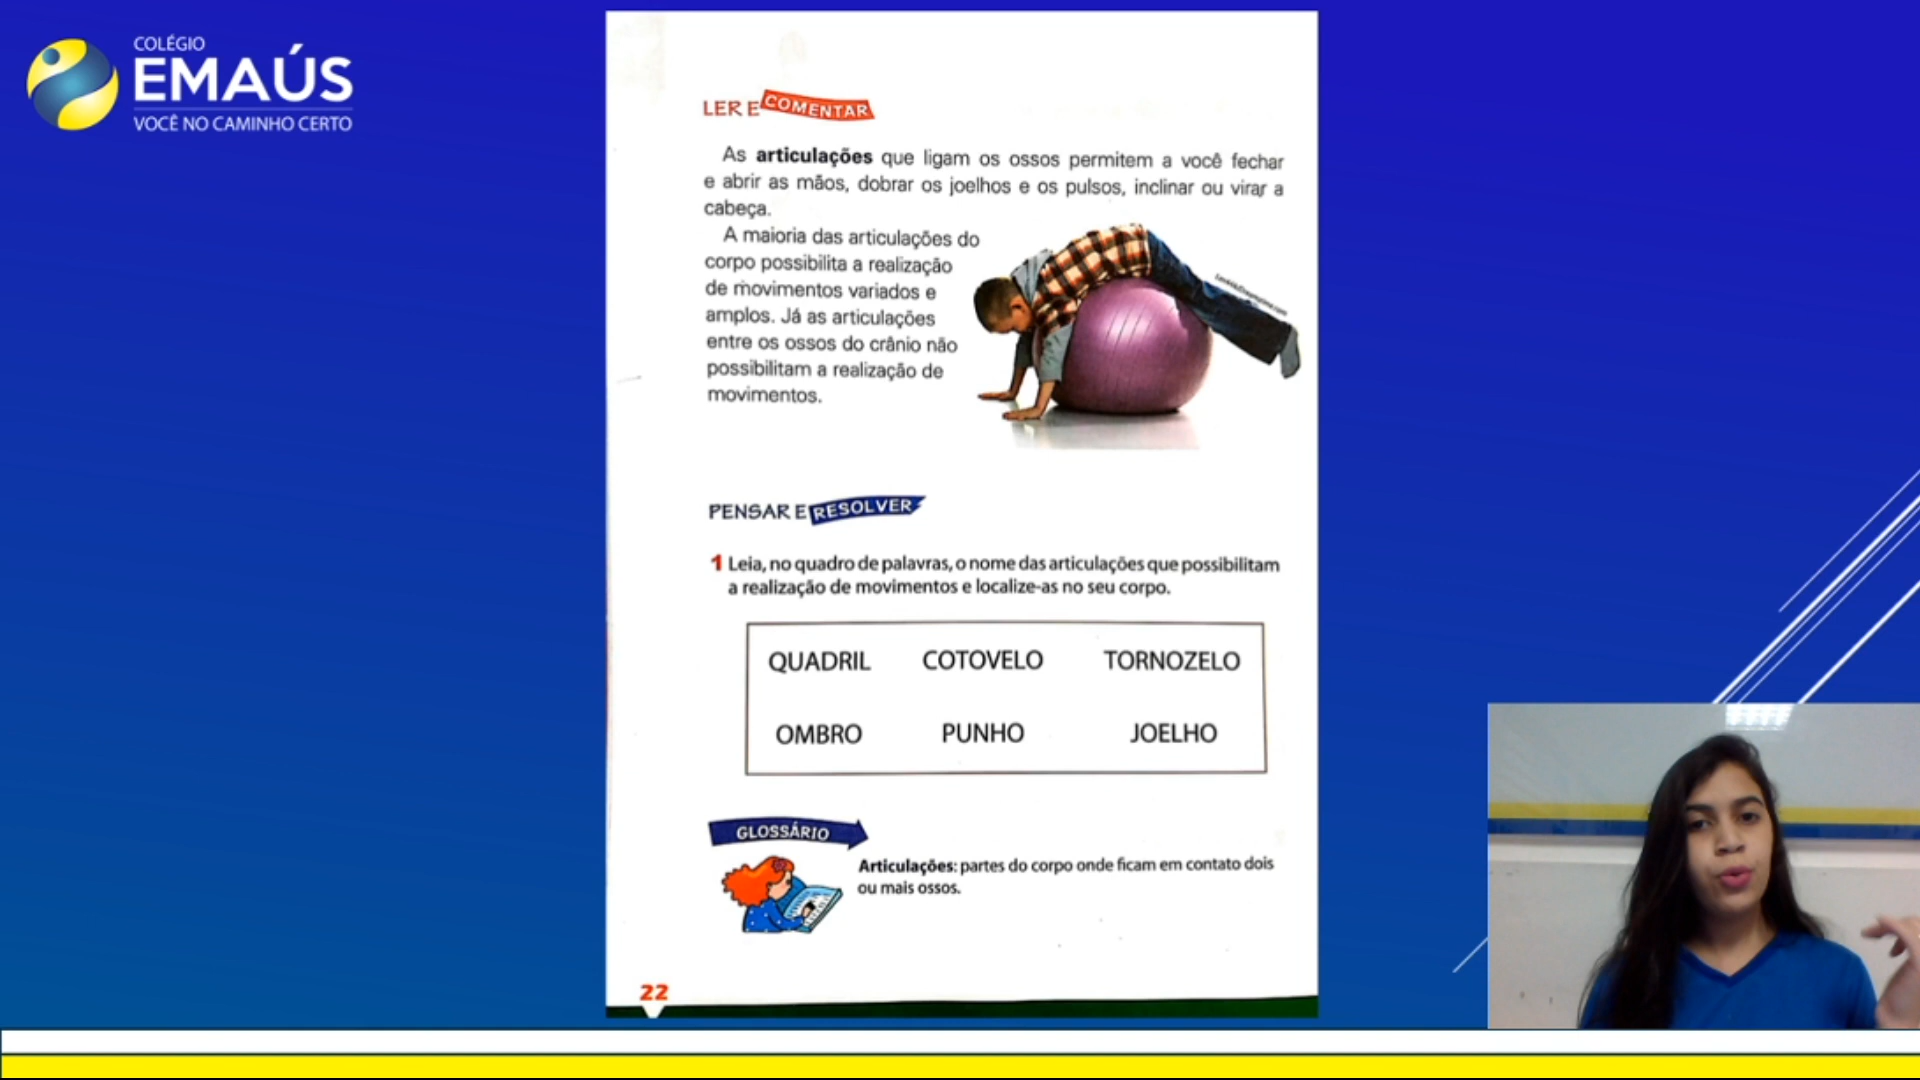 COLÉGIO
EMAÚS
VOCÊ NO CAMINHO CERTO
LER E COMENTAR
As articulações que ligam os ossos permitem a você fechar
e abrir as mãos, dobrar os joelhos e os pulsos, inclinar ou virar a
cabeça.
A maioria das articulações do
corpo possibilita a realização
de movimentos variados e
amplos. Já as articulações
entre os ossos do crânio não
possibilitam a realização de
movimentos.
PENSAR E RESOLVER
1 Leia, no quadro de palavras, o nome das articulações que possibilitam
a realização de movimentos e localize-as no seu corpo.
QUADRIL COTOVELO TORNOZELO
OMBRO PUNHO JOELHO
GLOSSÁRIO
Articulações: partes do corpo onde ficam em contato dois
ou mais ossos.
22